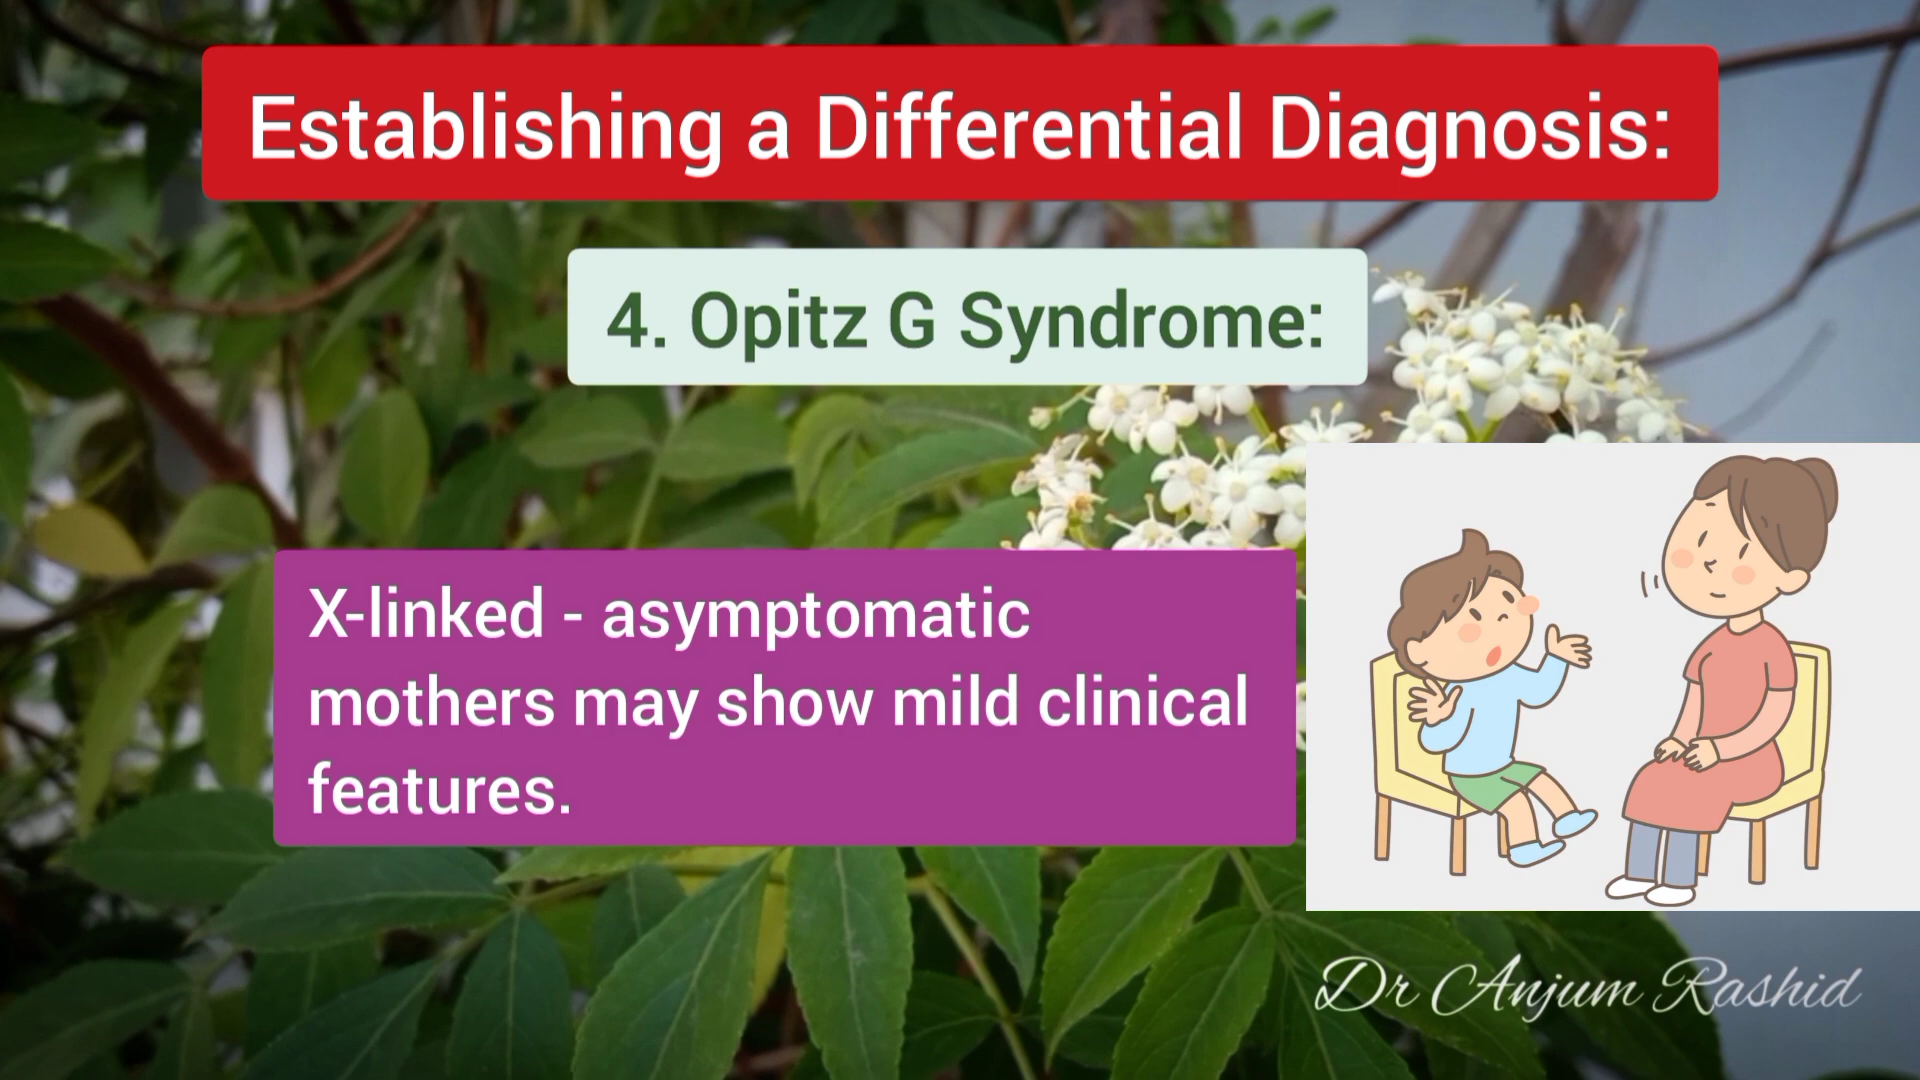 Establishing a Differential Diagnosis:
4. Opitz G Syndrome:
X-linked - asymptomatic
mothers may show mild clinical
features.
Dr Anjum Rashid